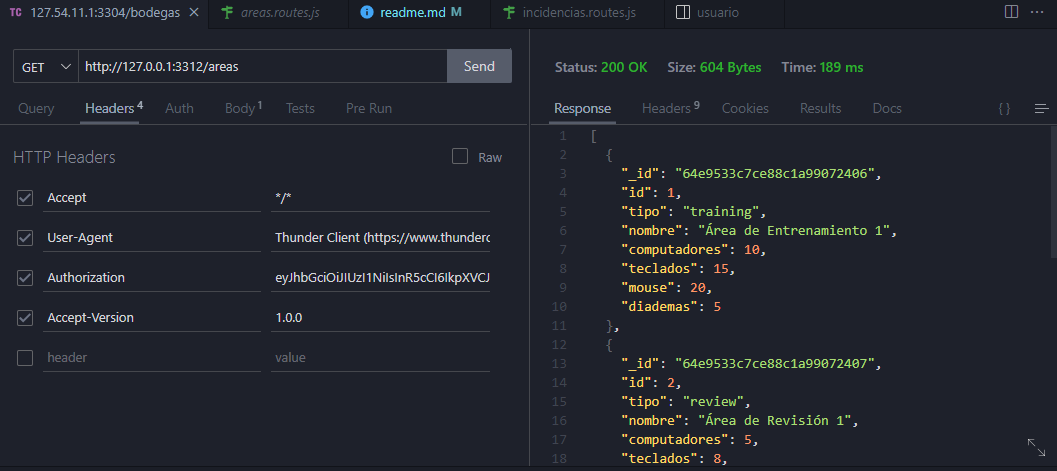 TC 127.54.11.1:3304/bodegas × areas.routes.js readme.md M incidencias.routes.js usuario
GET http://127.0.0.1:3312/areas Send
Query Headers 4 Auth Body 1 Tests Pre Run
HTTP Headers Raw
Accept */*
User-Agent Thunder Client (https://www.thunderc
Authorization eyJhbGciOiJIUzI1NiIsInR5cCI6IkpXVCJ
Accept-Version 1.0.0
header value
Status: 200 OK Size: 604 Bytes Time: 189 ms
Response Headers 9 Cookies Results Docs { }
1 [
2 {
3 "_id": "64e9533c7ce88c1a99072406",
4 "id": 1,
5 "tipo": "training",
6 "nombre": "Área de Entrenamiento 1",
7 "computadores": 10,
8 "teclados": 15,
9 "mouse": 20,
10 "diademas": 5
11 },
12 {
13 "_id": "64e9533c7ce88c1a99072407",
14 "id": 2,
15 "tipo": "review",
16 "nombre": "Área de Revisión 1",
17 "computadores": 5,
18 "teclados": 8,